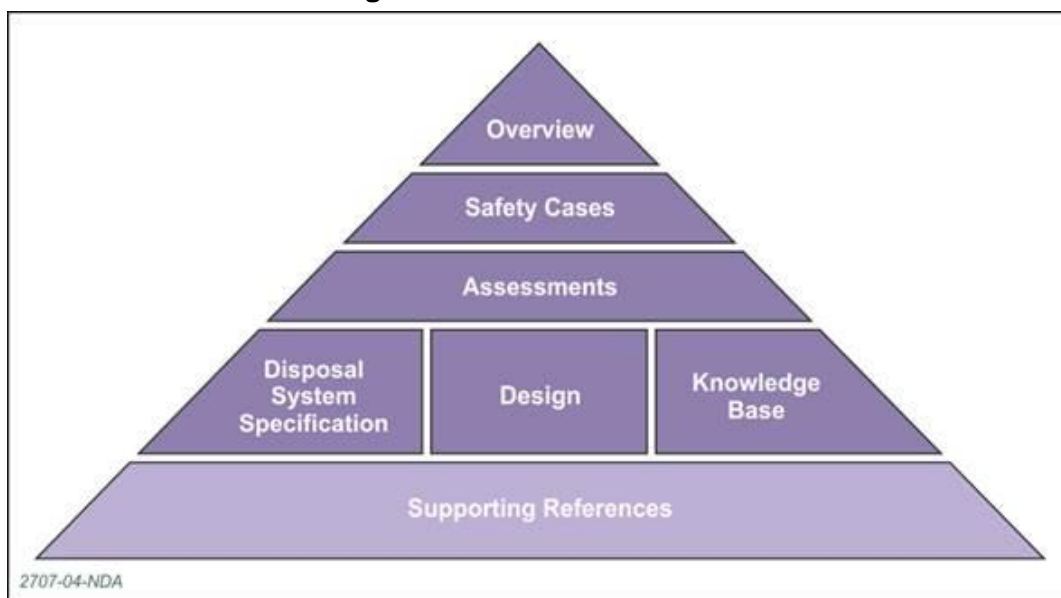 Overview
Safety Cases
Assessments
Disposal
System
Specification
Design
Knowledge
Base
Supporting References
2707-04-NDA